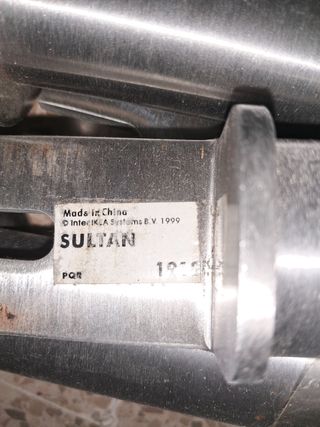 Made in China
© Inter IKEA Systems B.V. 1999
SULTAN
PQR